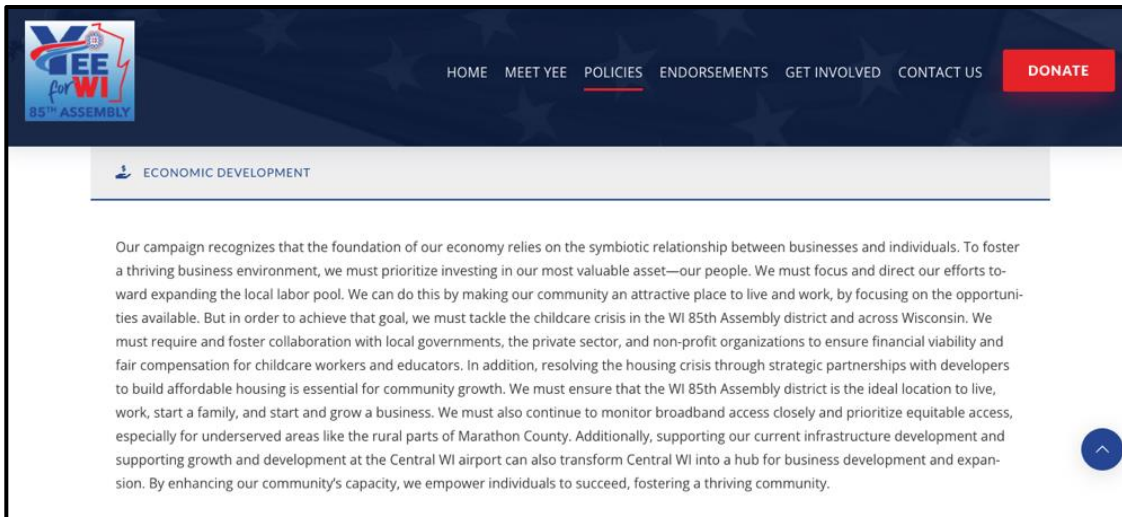 YEE
for WI
85TH ASSEMBLY
HOME MEET YEE POLICIES ENDORSEMENTS GET INVOLVED CONTACT US DONATE
ECONOMIC DEVELOPMENT
Our campaign recognizes that the foundation of our economy relies on the symbiotic relationship between businesses and individuals. To foster
a thriving business environment, we must prioritize investing in our most valuable asset—our people. We must focus and direct our efforts to-
ward expanding the local labor pool. We can do this by making our community an attractive place to live and work, by focusing on the opportuni-
ties available. But in order to achieve that goal, we must tackle the childcare crisis in the WI 85th Assembly district and across Wisconsin. We
must require and foster collaboration with local governments, the private sector, and non-profit organizations to ensure financial viability and
fair compensation for childcare workers and educators. In addition, resolving the housing crisis through strategic partnerships with developers
to build affordable housing is essential for community growth. We must ensure that the WI 85th Assembly district is the ideal location to live,
work, start a family, and start and grow a business. We must also continue to monitor broadband access closely and prioritize equitable access,
especially for underserved areas like the rural parts of Marathon County. Additionally, supporting our current infrastructure development and
supporting growth and development at the Central WI airport can also transform Central WI into a hub for business development and expan-
sion. By enhancing our community's capacity, we empower individuals to succeed, fostering a thriving community.